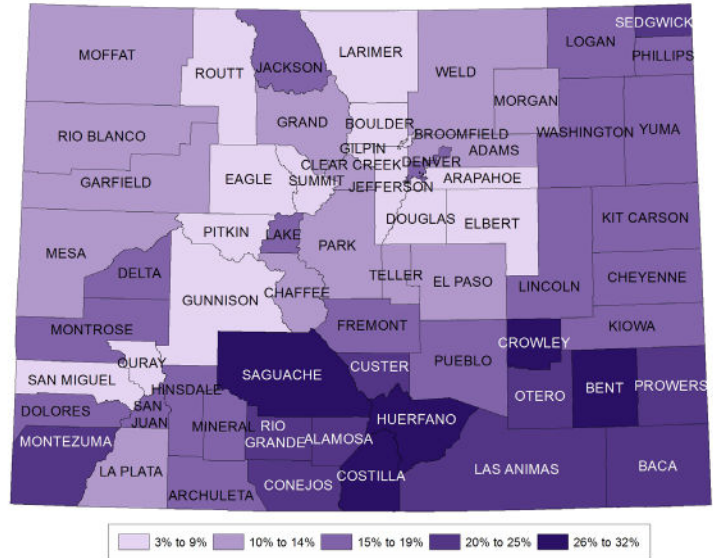 SEDGWICK
LOGAN
MOFFAT
LARIMER
PHILLIPS
ROUTT
JACKSON
WELD
MORGAN
GRAND
BOULDER
RIO BLANCO
BROOMFIELD
WASHINGTON
YUMA
GILPIN
ADAMS
CLEAR CREEK
DENVER
GARFIELD
EAGLE
SUMMIT
JEFFERSON
ARAPAHOE
DOUGLAS
ELBERT
KIT CARSON
PITKIN
LAKE
MESA
PARK
DELTA
TELLER
EL PASO
LINCOLN
CHEYENNE
GUNNISON
CHAFFEE
MONTROSE
FREMONT
KIOWA
CROWLEY
OURAY
CUSTER
PUEBLO
SAN MIGUEL
SAGUACHE
HINSDALE
BENT
PROWERS
OTERO
DOLORES
SAN
JUAN
MINERAL
RIO
GRANDE
ALAMOSA
HUERFANO
MONTEZUMA
LA PLATA
COSTILLA
LAS ANIMAS
BACA
CONEJOS
ARCHULETA
3% to 9% 10% to 14% 15% to 19% 20% to 25% 26% to 32%